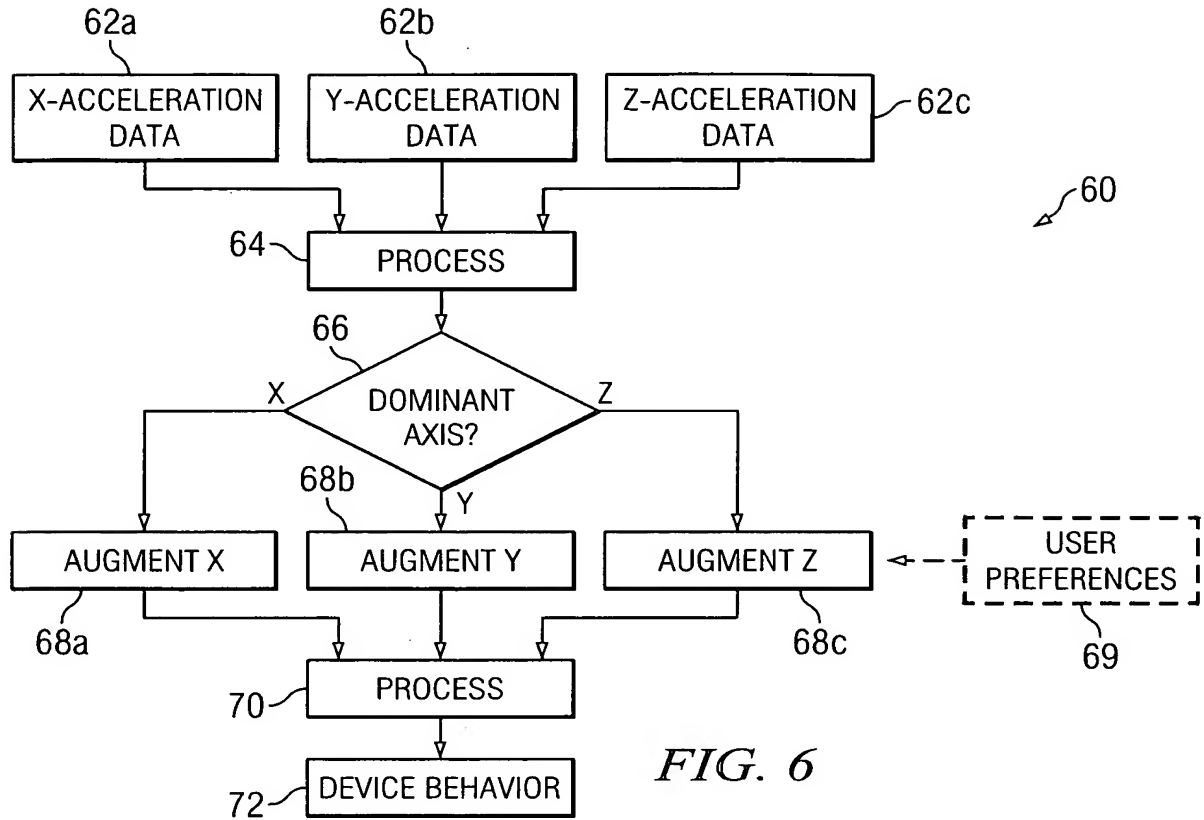 62a
62b
X-ACCELERATION
DATA
Y-ACCELERATION
DATA
Z-ACCELERATION
DATA
62c
60
64
PROCESS
66
X
DOMINANT
AXIS?
Z
Y
68b
AUGMENT X
AUGMENT Y
AUGMENT Z
USER
PREFERENCES
68a
68c
69
70
PROCESS
72
DEVICE BEHAVIOR
FIG. 6